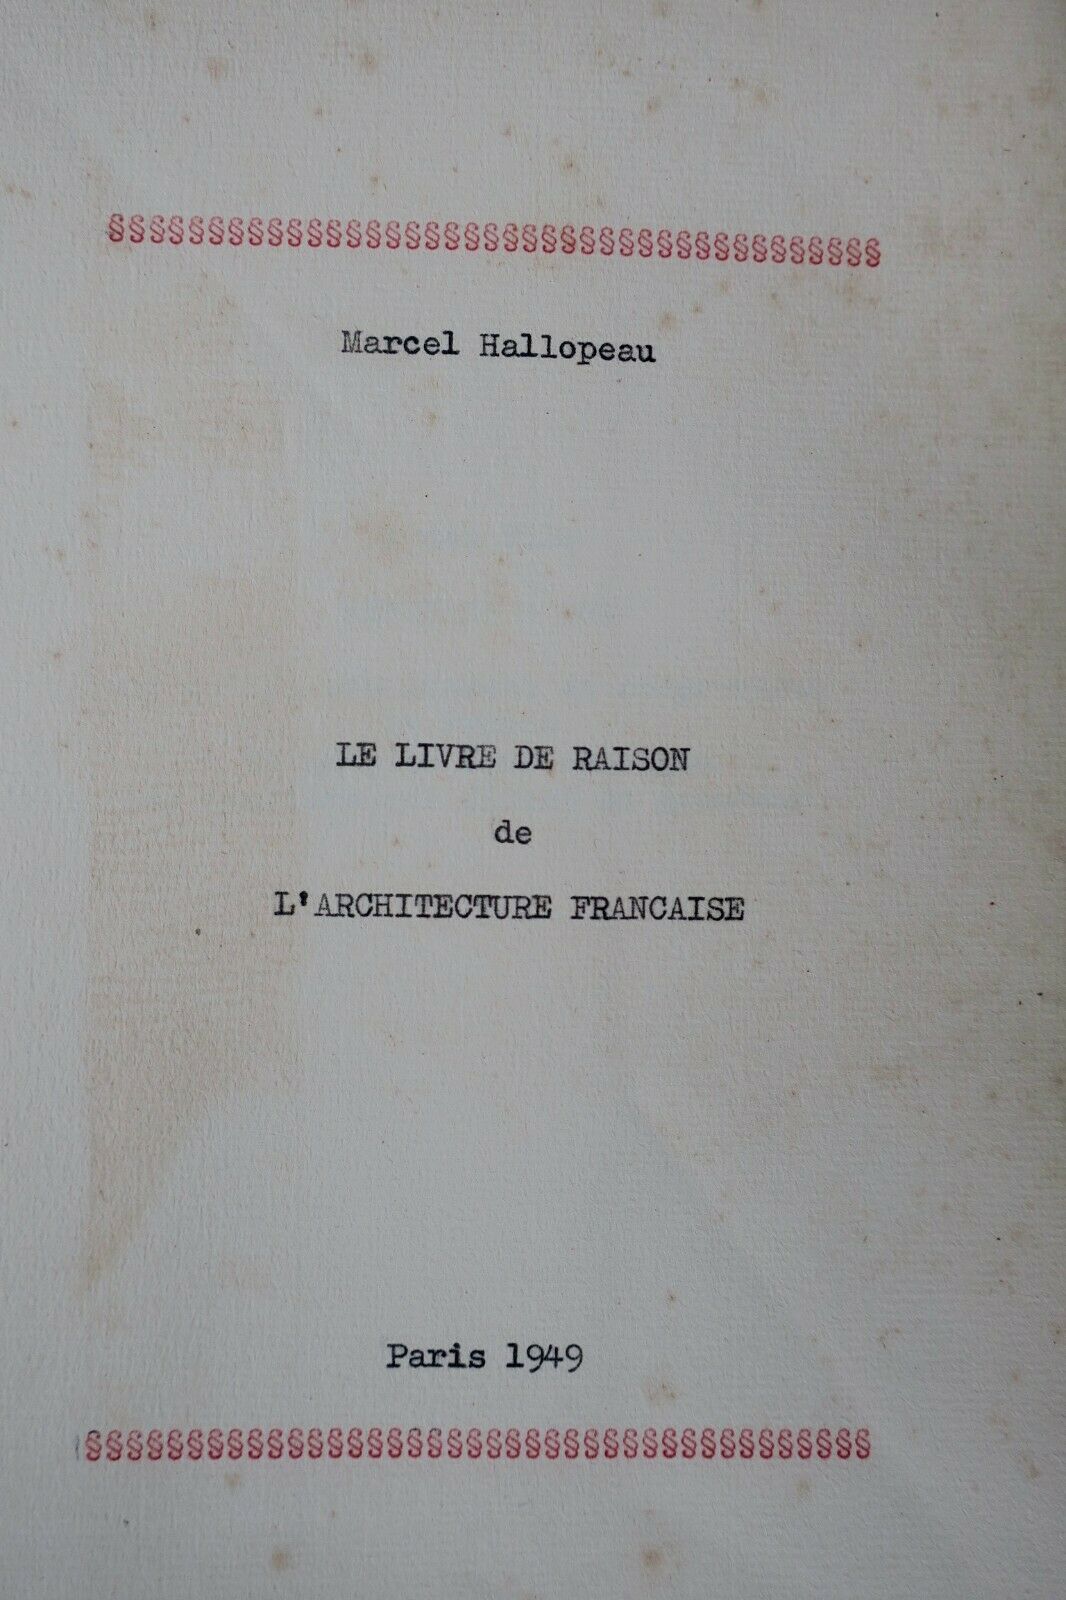 §§§§§§§§§§§§§§§§§§§§§§§§§§§§§§§§§§§§§§§§
Marcel Hallopeau
LE LIVRE DE RAISON
de
L'ARCHITECTURE FRANCAISE
Paris 1949
§§§§§§§§§§§§§§§§§§§§§§§§§§§§§§§§§§§§§§§